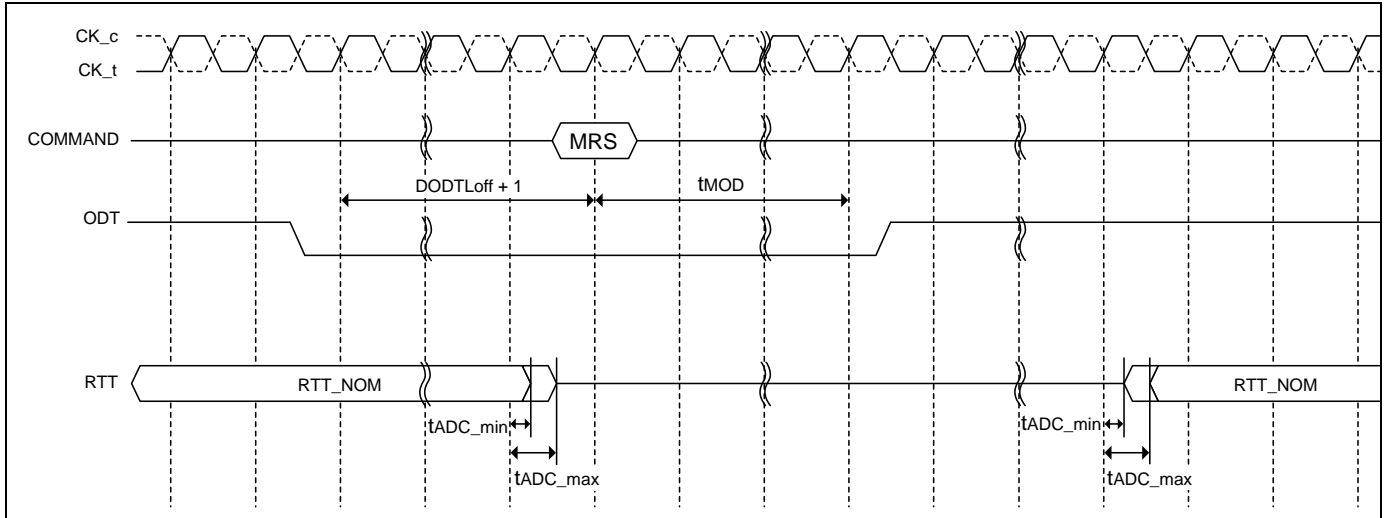 CK_c
CK_t
COMMAND
MRS
DODTLoff + 1
tMOD
ODT
RTT
RTT_NOM
RTT_NOM
tADC_min
tADC_min
tADC_max
tADC_max